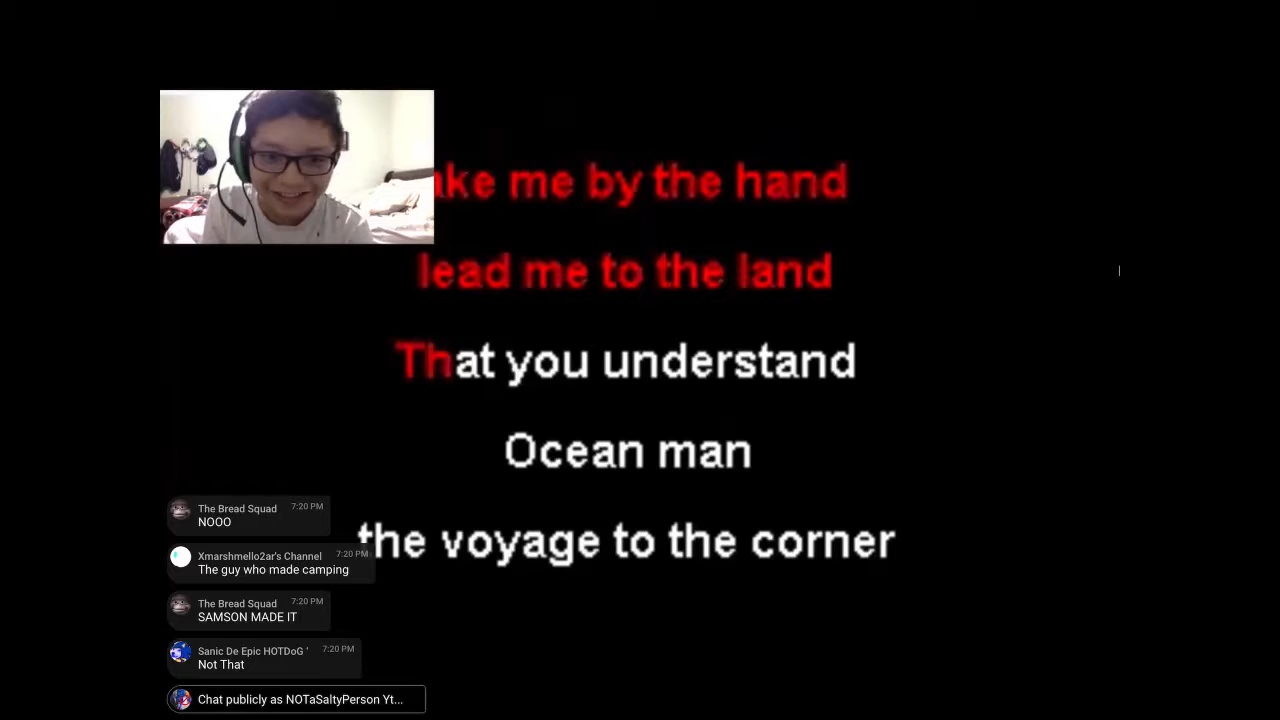 ake me by the hand
lead me to the land
That you understand
Ocean man
the voyage to the corner
The Bread Squad 7:20 PM
NOOO
Xmarshmello2ar's Channel 7:20 PM
The guy who made camping
The Bread Squad 7:20 PM
SAMSON MADE IT
Sanic De Epic HOTDoG ' 7:20 PM
Not That
Chat publicly as NOTaSaltyPerson Yt...